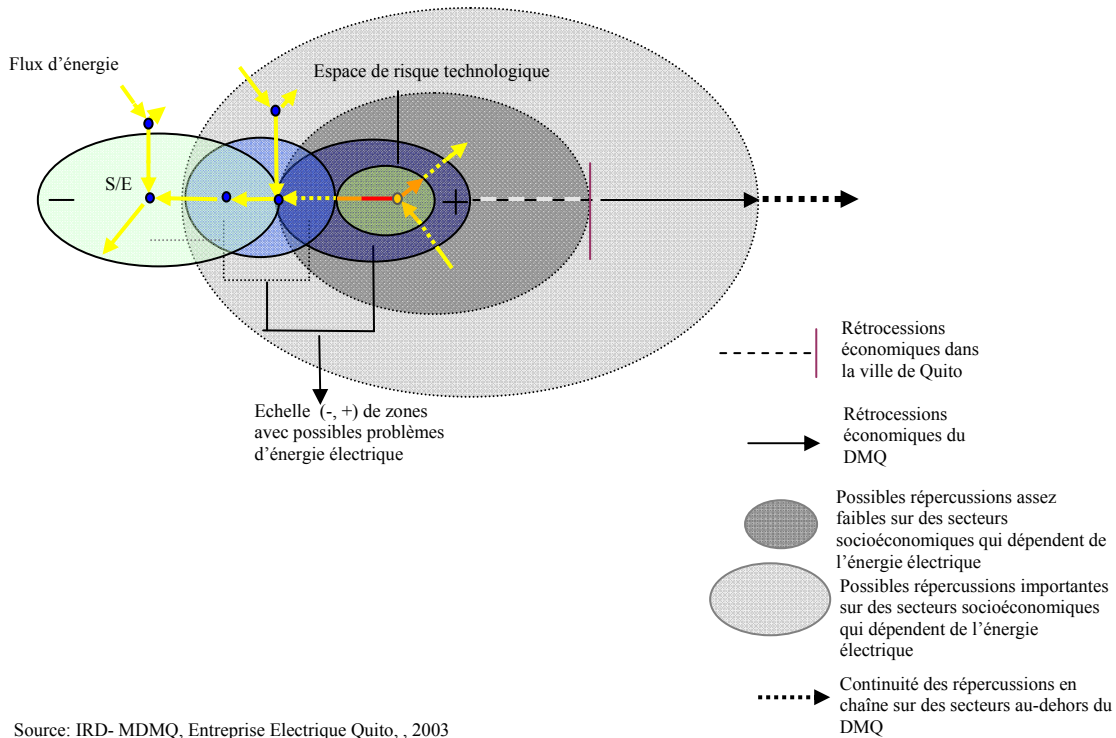 Flux d'énergie
Espace de risque technologique
S/E
–
+
Echelle (-, +) de zones
avec possibles problèmes
d'énergie électrique
Rétrocessions
économiques dans
la ville de Quito
Rétrocessions
économiques du
DMQ
Possibles répercussions assez
faibles sur des secteurs
socioéconomiques qui dépendent de
l'énergie électrique
Possibles répercussions importantes
sur des secteurs socioéconomiques
qui dépendent de l'énergie
électrique
Continuité des répercussions en
chaîne sur des secteurs au-dehors du
DMQ
Source: IRD- MDMQ, Entreprise Electrique Quito, , 2003